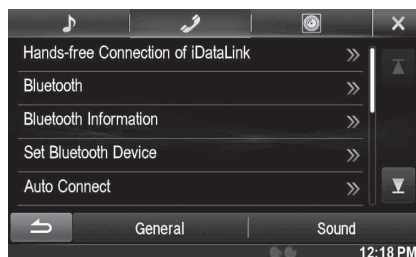 Hands-free Connection of iDataLink
Bluetooth
Bluetooth Information
Set Bluetooth Device
Auto Connect
General
Sound
12:18 PM